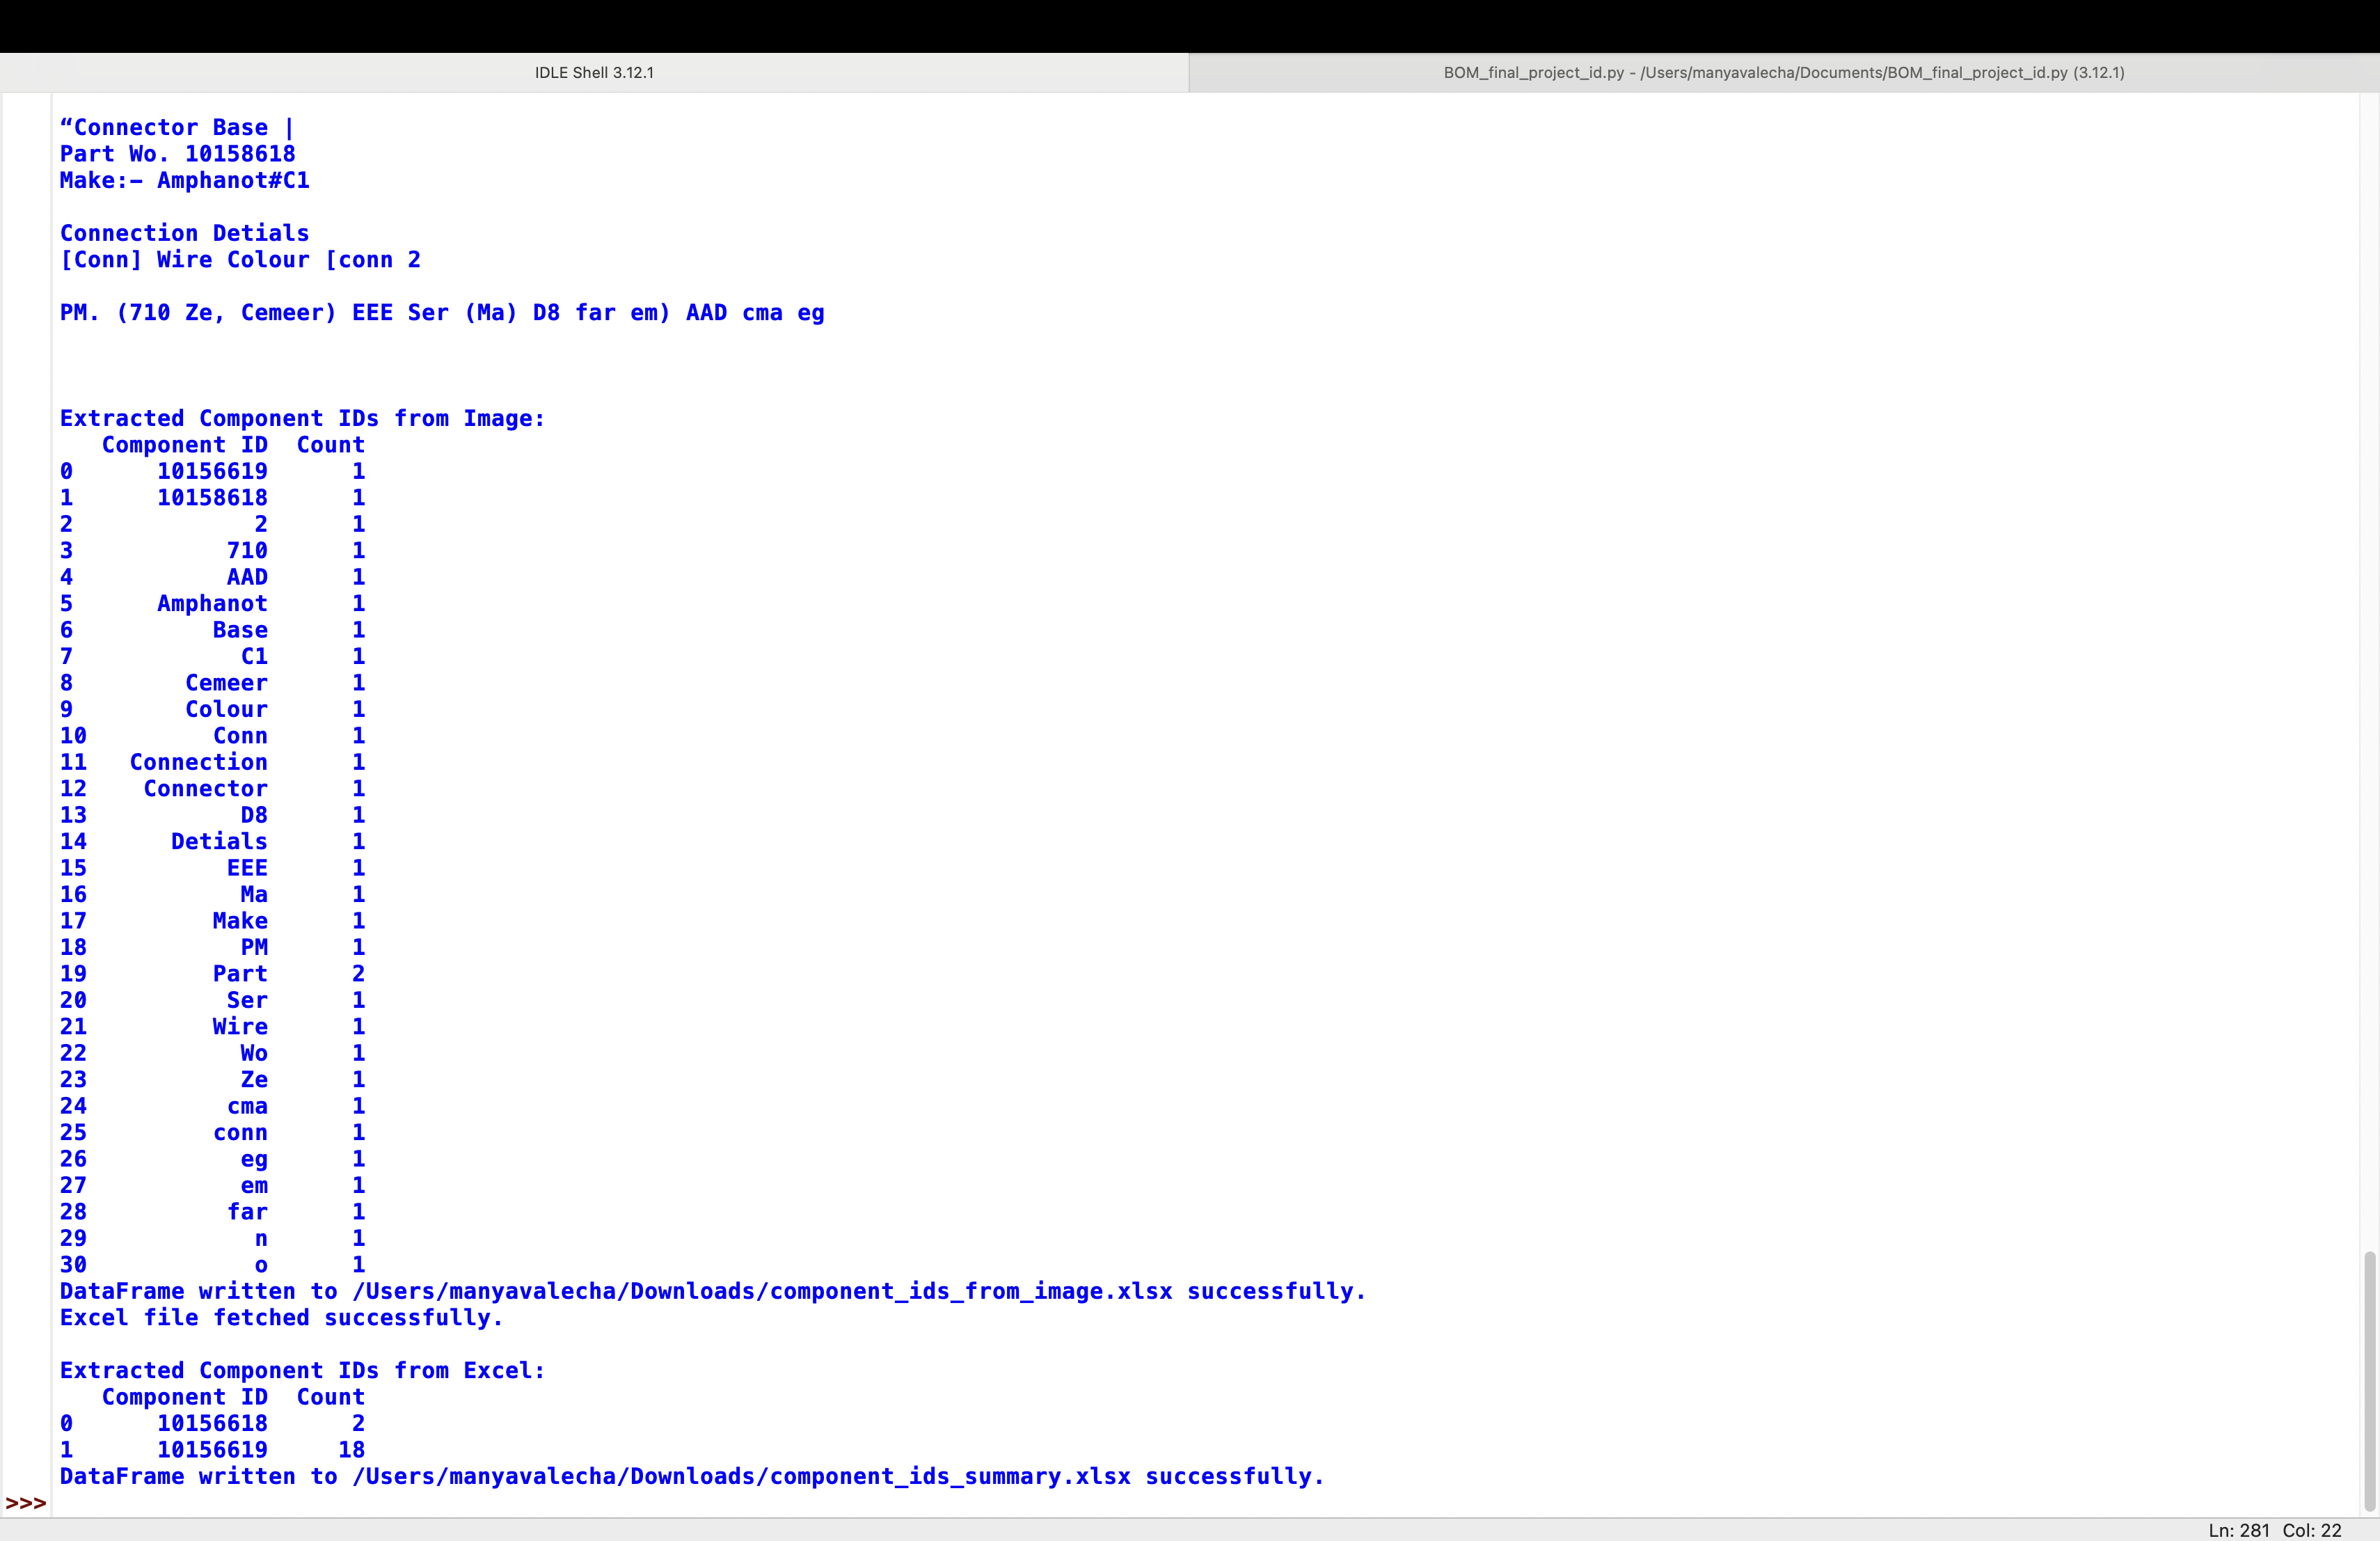 IDLE Shell 3.12.1
BOM_final_project_id.py - /Users/manyavalecha/Documents/BOM_final_project_id.py (3.12.1)
“Connector Base |
Part Wo. 10158618
Make:— Amphanot#C1
Connection Detials
[Conn] Wire Colour [conn 2
PM. (710 Ze, Cemeer) EEE Ser (Ma) D8 far em) AAD cma eg
Extracted Component IDs from Image:
Component ID Count
0 10156619 1
1 10158618 1
2 2 1
3 710 1
4 AAD 1
5 Amphanot 1
6 Base 1
7 C1 1
8 Cemeer 1
9 Colour 1
10 Conn 1
11 Connection 1
12 Connector 1
13 D8 1
14 Detials 1
15 EEE 1
16 Ma 1
17 Make 1
18 PM 1
19 Part 2
20 Ser 1
21 Wire 1
22 Wo 1
23 Ze 1
24 cma 1
25 conn 1
26 eg 1
27 em 1
28 far 1
29 n 1
30 o 1
DataFrame written to /Users/manyavalecha/Downloads/component_ids_from_image.xlsx successfully.
Excel file fetched successfully.
Extracted Component IDs from Excel:
Component ID Count
0 10156618 2
1 10156619 18
DataFrame written to /Users/manyavalecha/Downloads/component_ids_summary.xlsx successfully.
>>>
Ln: 281 Col: 22